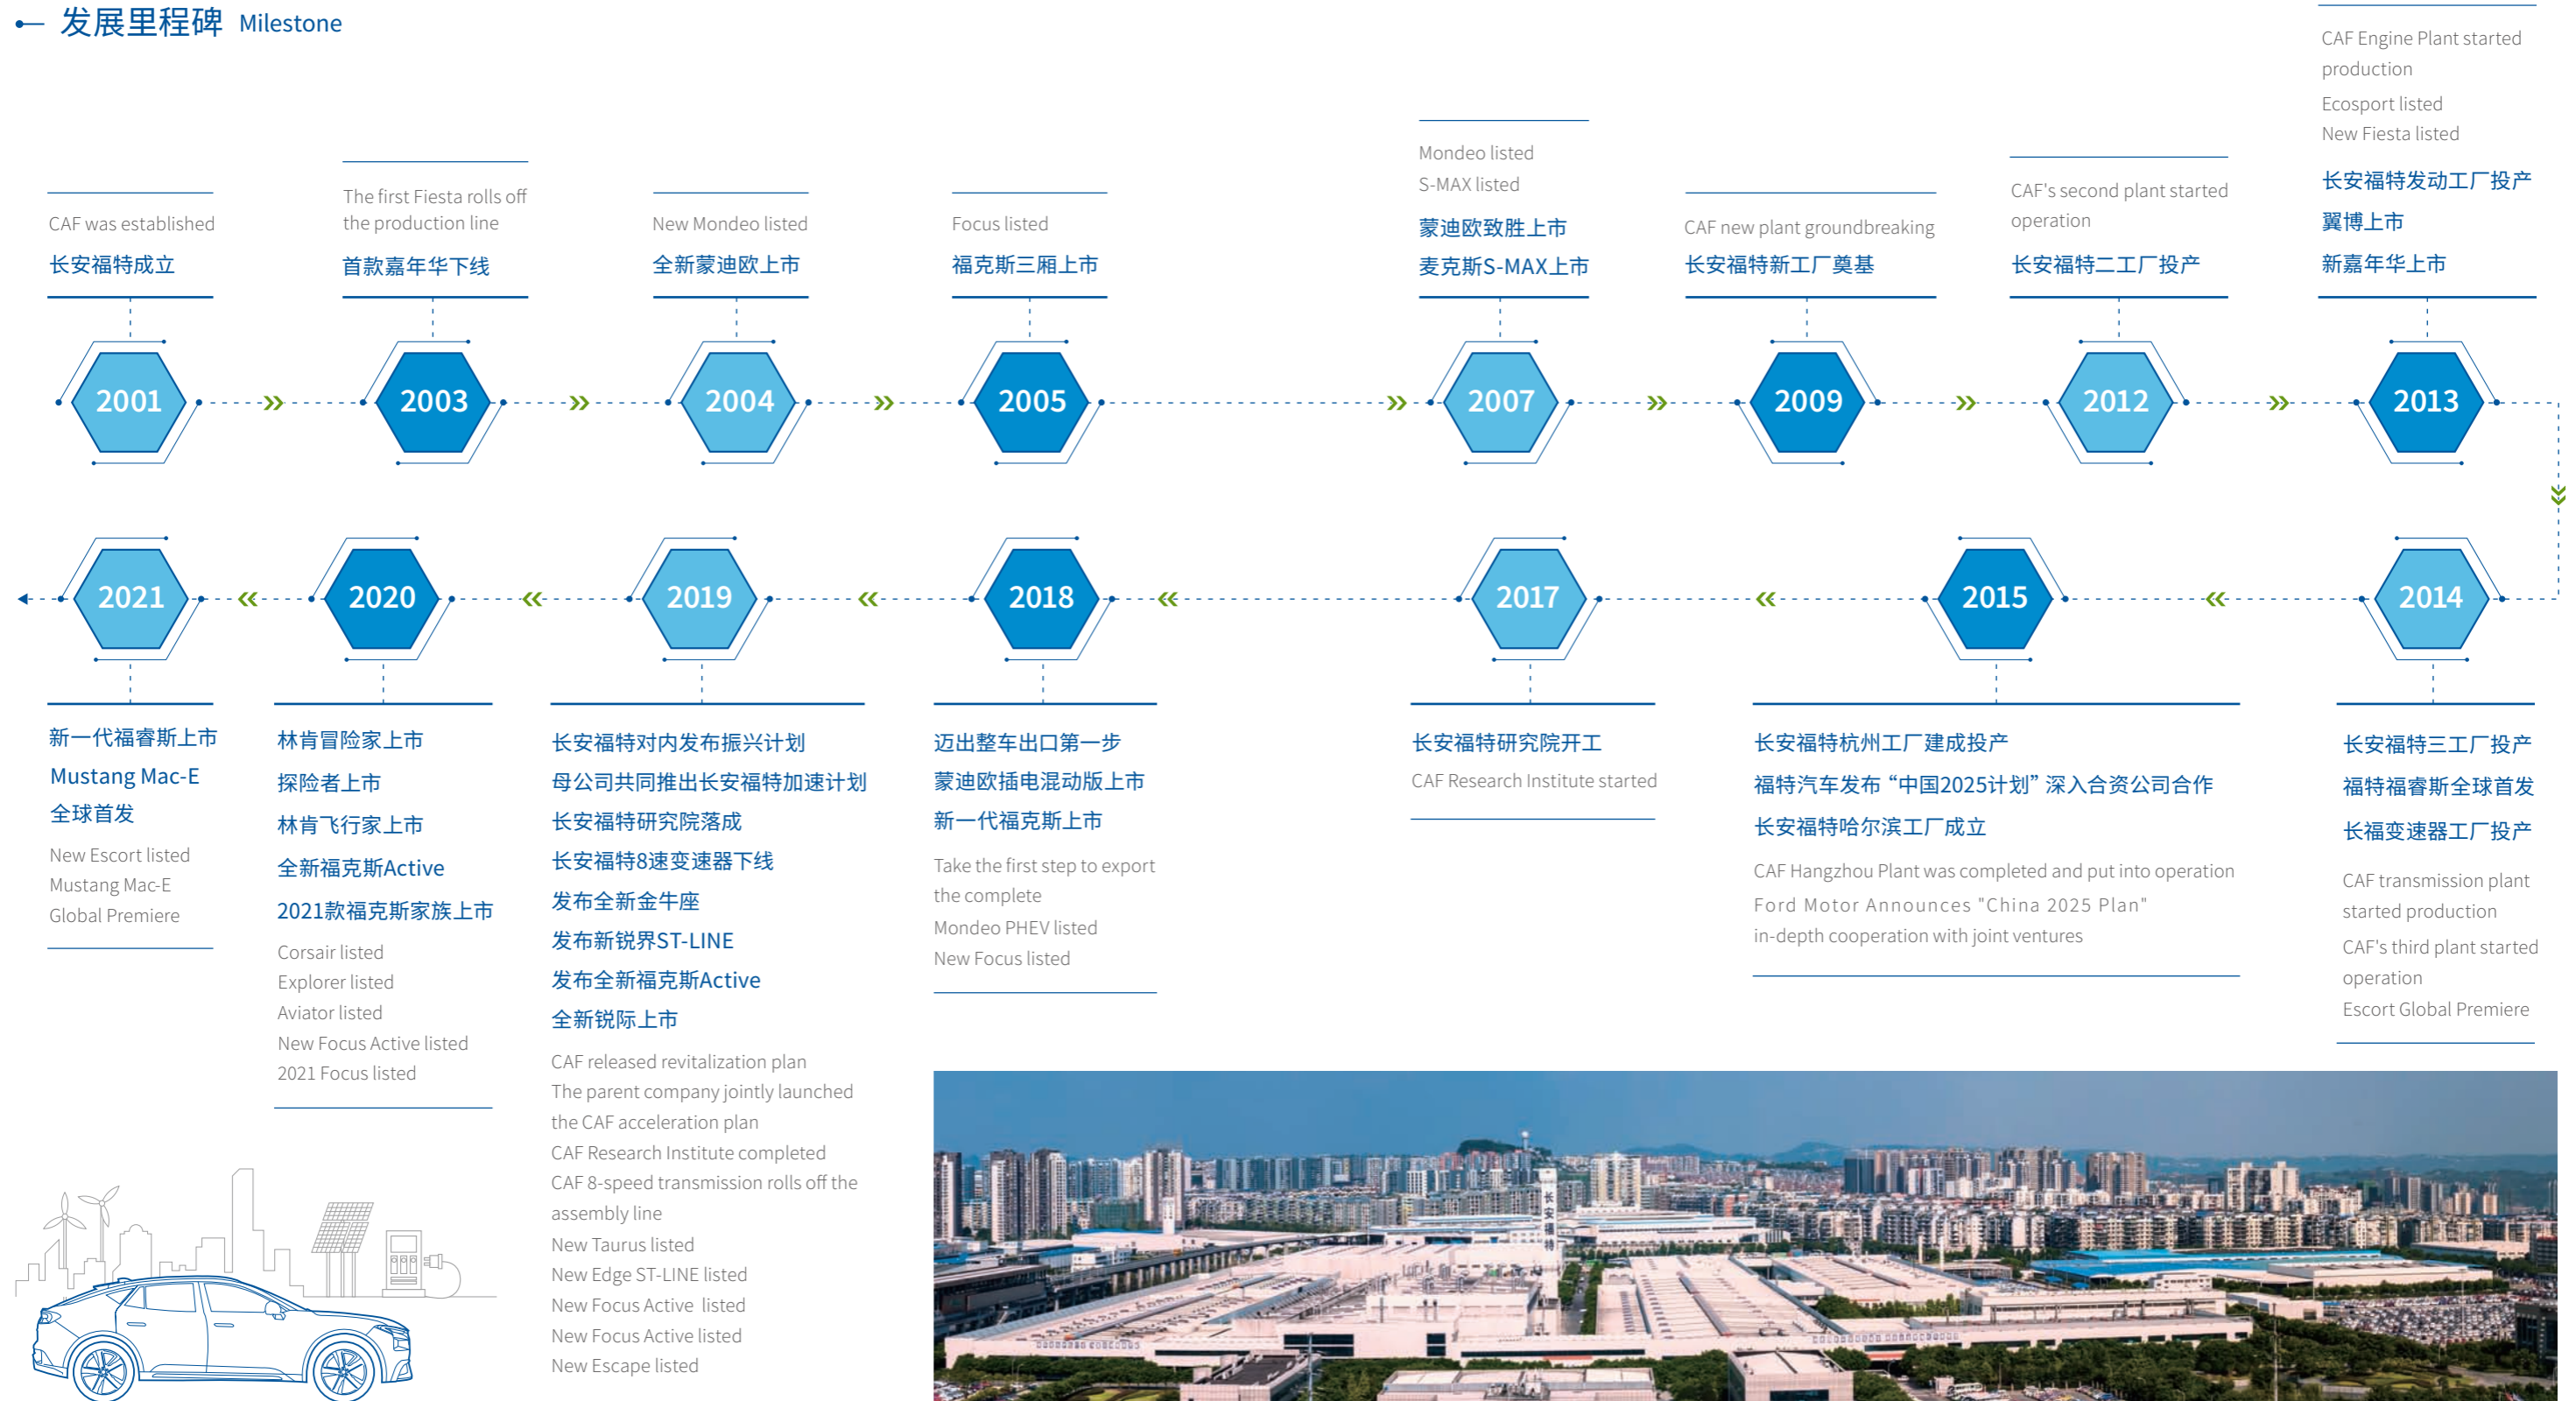 发展里程碑 Milestone
CAF was established
长安福特成立
2001
The first Fiesta rolls off
the production line
首款嘉年华下线
2003
New Mondeo listed
全新蒙迪欧上市
2004
Focus listed
福克斯三厢上市
2005
Mondeo listed
S-MAX listed
蒙迪欧致胜上市
麦克斯S-MAX上市
2007
CAF new plant groundbreaking
长安福特新工厂奠基
2009
CAF's second plant started
operation
长安福特二工厂投产
2012
CAF Engine Plant started
production
Ecosport listed
New Fiesta listed
长安福特发动工厂投产
翼博上市
新嘉年华上市
2013
2014
长安福特三工厂投产
福特福睿斯全球首发
长福变速器工厂投产
CAF transmission plant
started production
CAF's third plant started
operation
Escort Global Premiere
2015
长安福特杭州工厂建成投产
福特汽车发布 “中国2025计划” 深入合资公司合作
长安福特哈尔滨工厂成立
CAF Hangzhou Plant was completed and put into operation
Ford Motor Announces "China 2025 Plan"
in-depth cooperation with joint ventures
2017
长安福特研究院开工
CAF Research Institute started
2018
迈出整车出口第一步
蒙迪欧插电混动版上市
新一代福克斯上市
Take the first step to export
the complete
Mondeo PHEV listed
New Focus listed
2019
长安福特对内发布振兴计划
母公司共同推出长安福特加速计划
长安福特研究院落成
长安福特8速变速器下线
发布全新金牛座
发布新锐界ST-LINE
发布全新福克斯Active
全新锐际上市
CAF released revitalization plan
The parent company jointly launched
the CAF acceleration plan
CAF Research Institute completed
CAF 8-speed transmission rolls off the
assembly line
New Taurus listed
New Edge ST-LINE listed
New Focus Active listed
New Focus Active listed
New Escape listed
2020
林肯冒险家上市
探险者上市
林肯飞行家上市
全新福克斯Active
2021款福克斯家族上市
Corsair listed
Explorer listed
Aviator listed
New Focus Active listed
2021 Focus listed
2021
新一代福睿斯上市
Mustang Mac-E
全球首发
New Escort listed
Mustang Mac-E
Global Premiere
长安福特